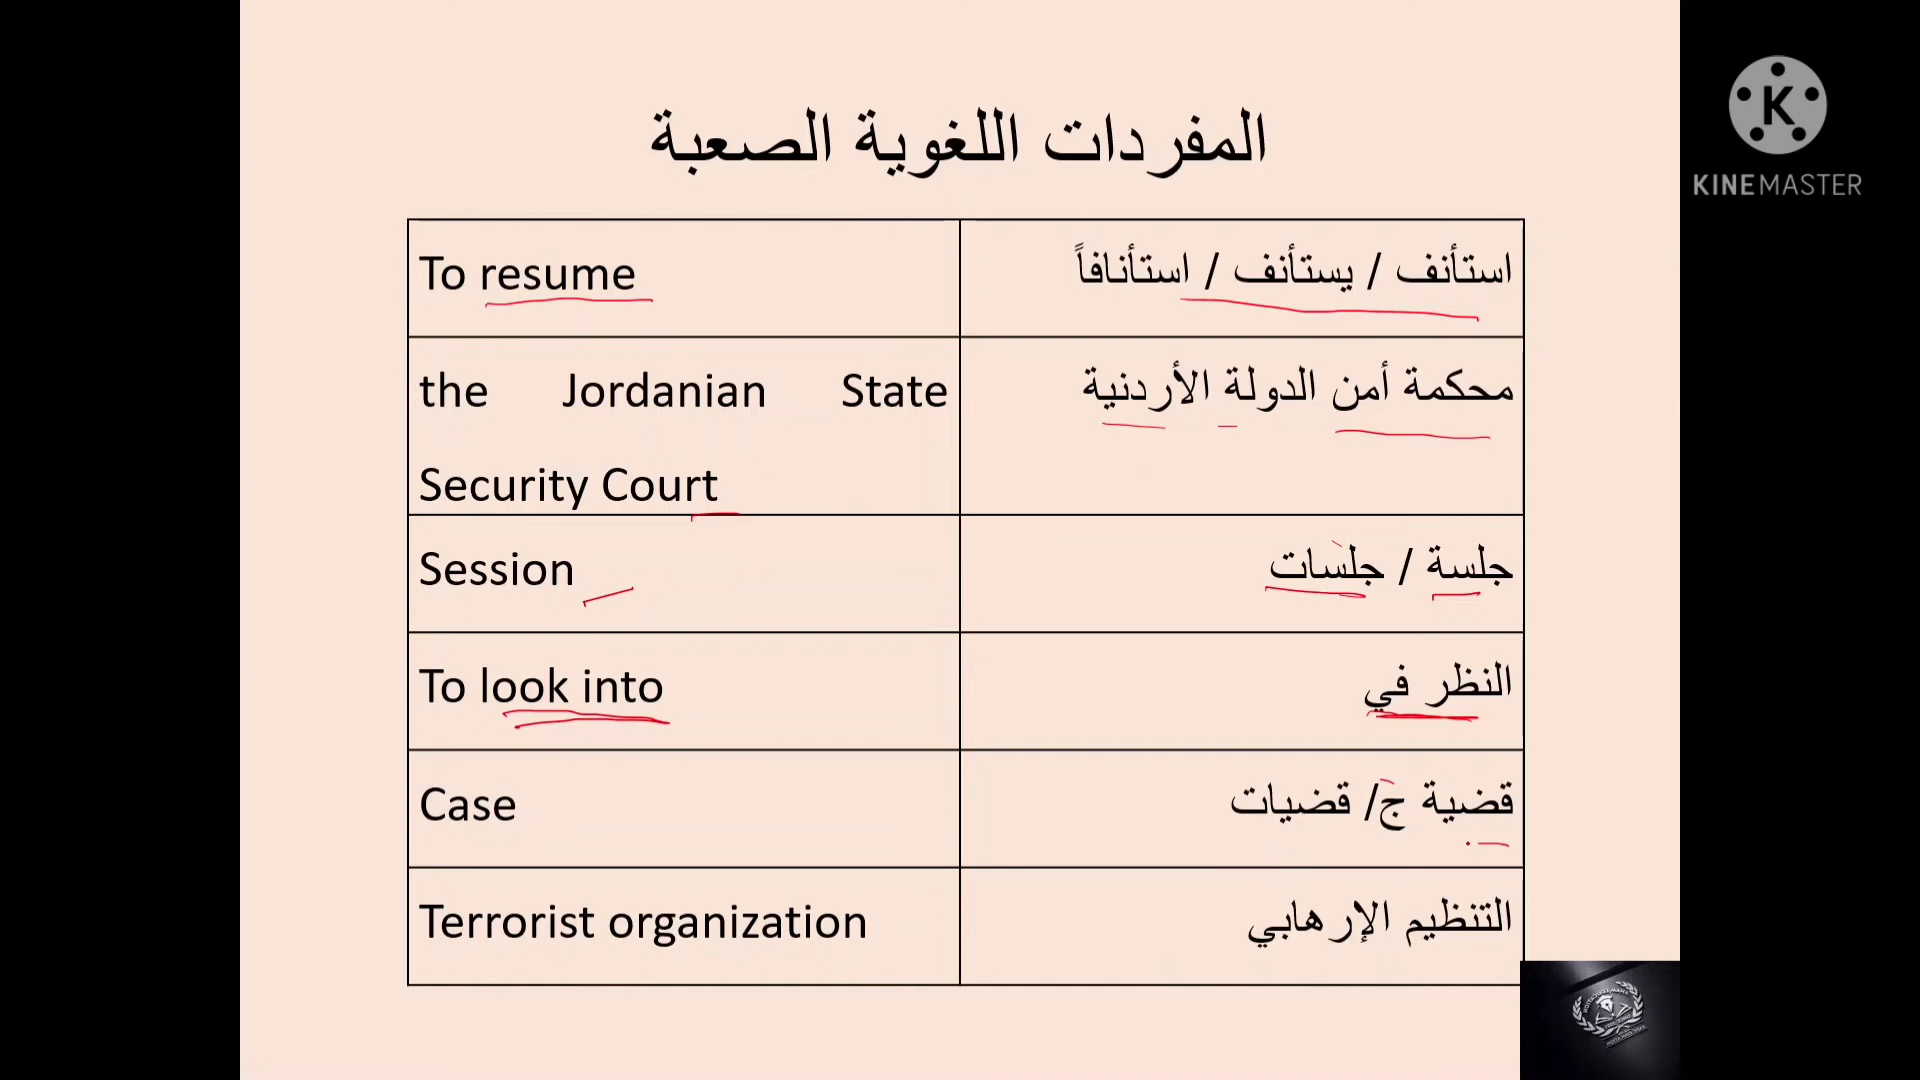 المفردات اللغوية الصعبة
To resume
استأنف / يستأنف / استأنافاً
the Jordanian State
Security Court
محكمة أمن الدولة الأردنية
Session
جلسة / جلسات
To look into
النظر في
Case
قضية ج/ قضيات
Terrorist organization
التنظيم الإرهابي
K
KINEMASTER